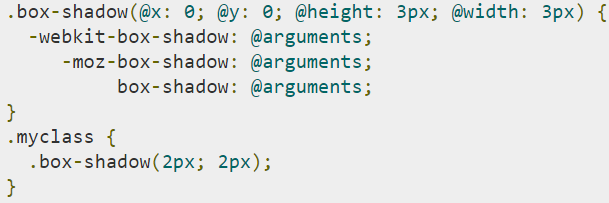 .box-shadow(@x: 0; @y: 0; @height: 3px; @width: 3px) {
  -webkit-box-shadow: @arguments;
     -moz-box-shadow: @arguments;
          box-shadow: @arguments;
}
.myclass {
  .box-shadow(2px; 2px);
}